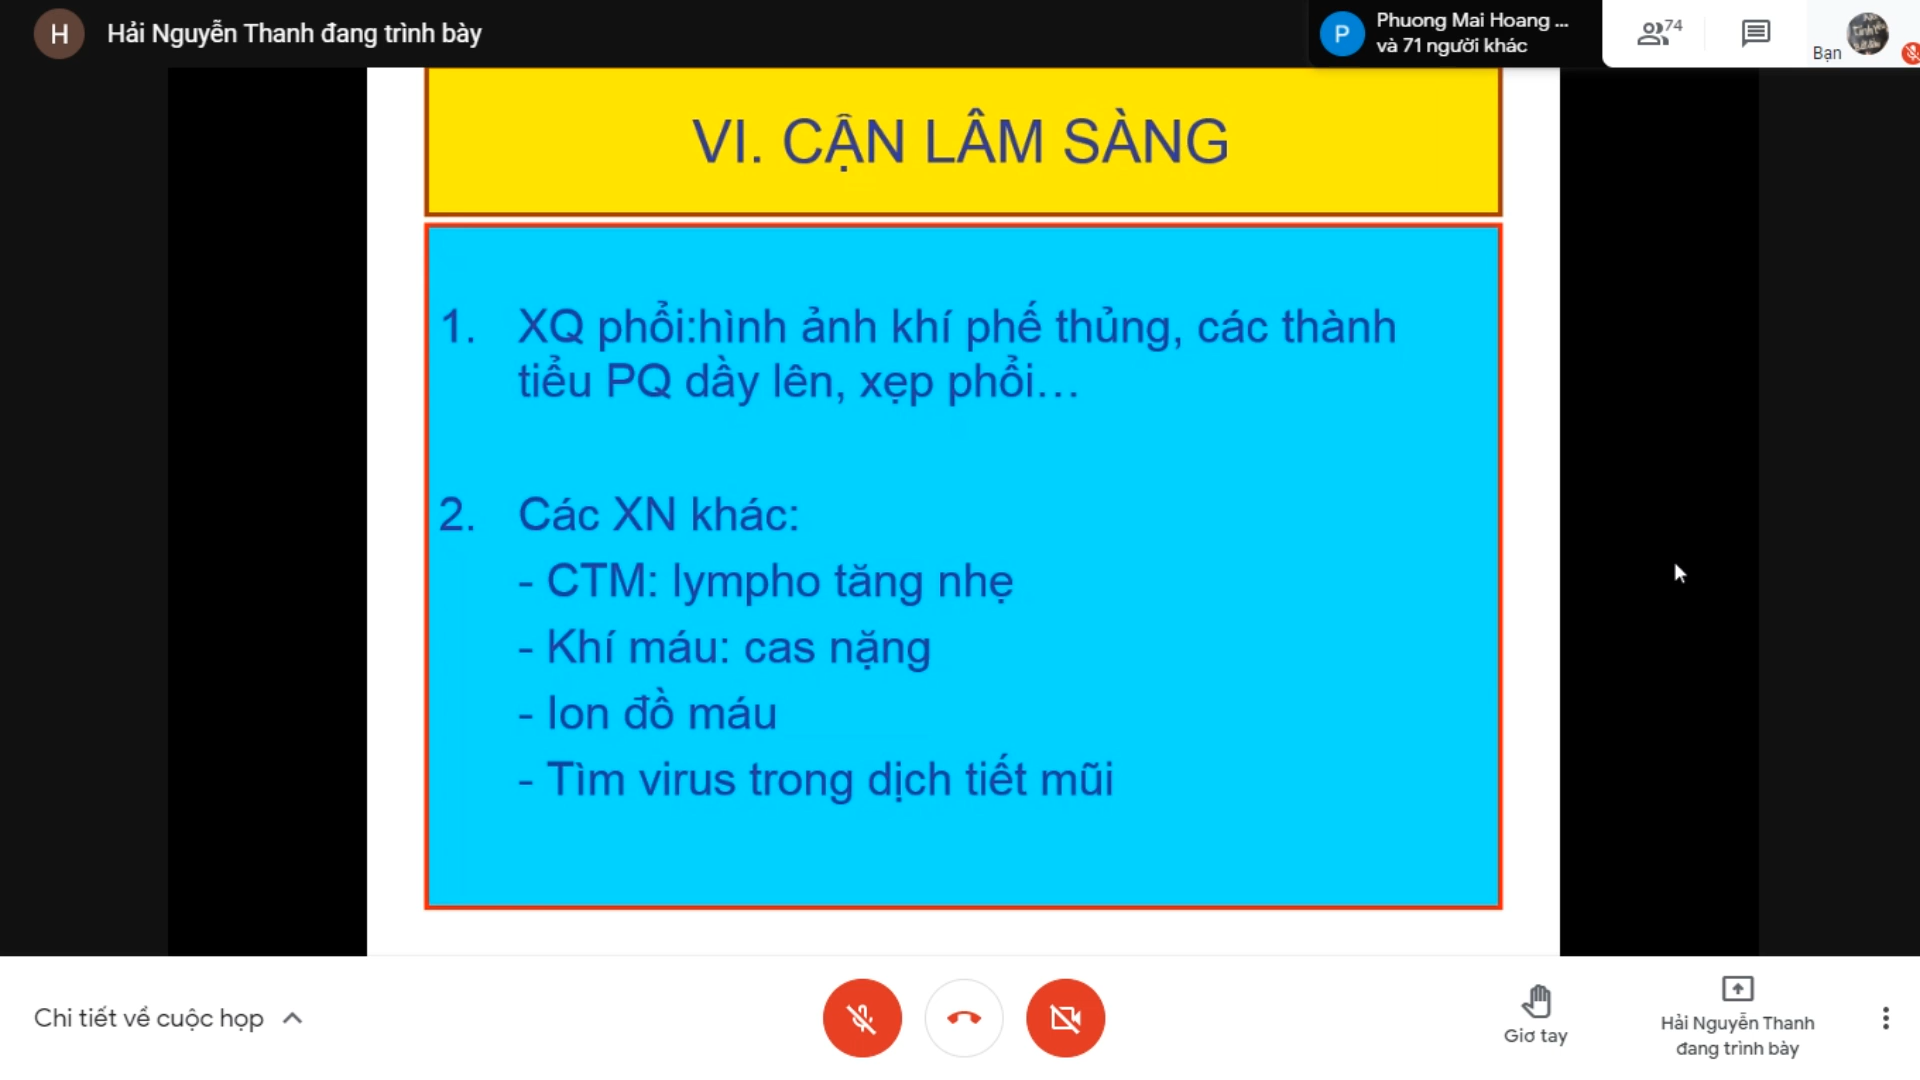 H
Hải Nguyễn Thanh đang trình bày
P
Phuong Mai Hoang ...
và 71 người khác
74
Bạn
VI. CẬN LÂM SÀNG
1. XQ phổi:hình ảnh khí phế thủng, các thành
tiểu PQ dầy lên, xẹp phổi...
2. Các XN khác:
- CTM: lympho tăng nhẹ
- Khí máu: cas nặng
- Ion đồ máu
- Tìm virus trong dịch tiết mũi
Chi tiết về cuộc họp
Giơ tay
Hải Nguyễn Thanh
đang trình bày